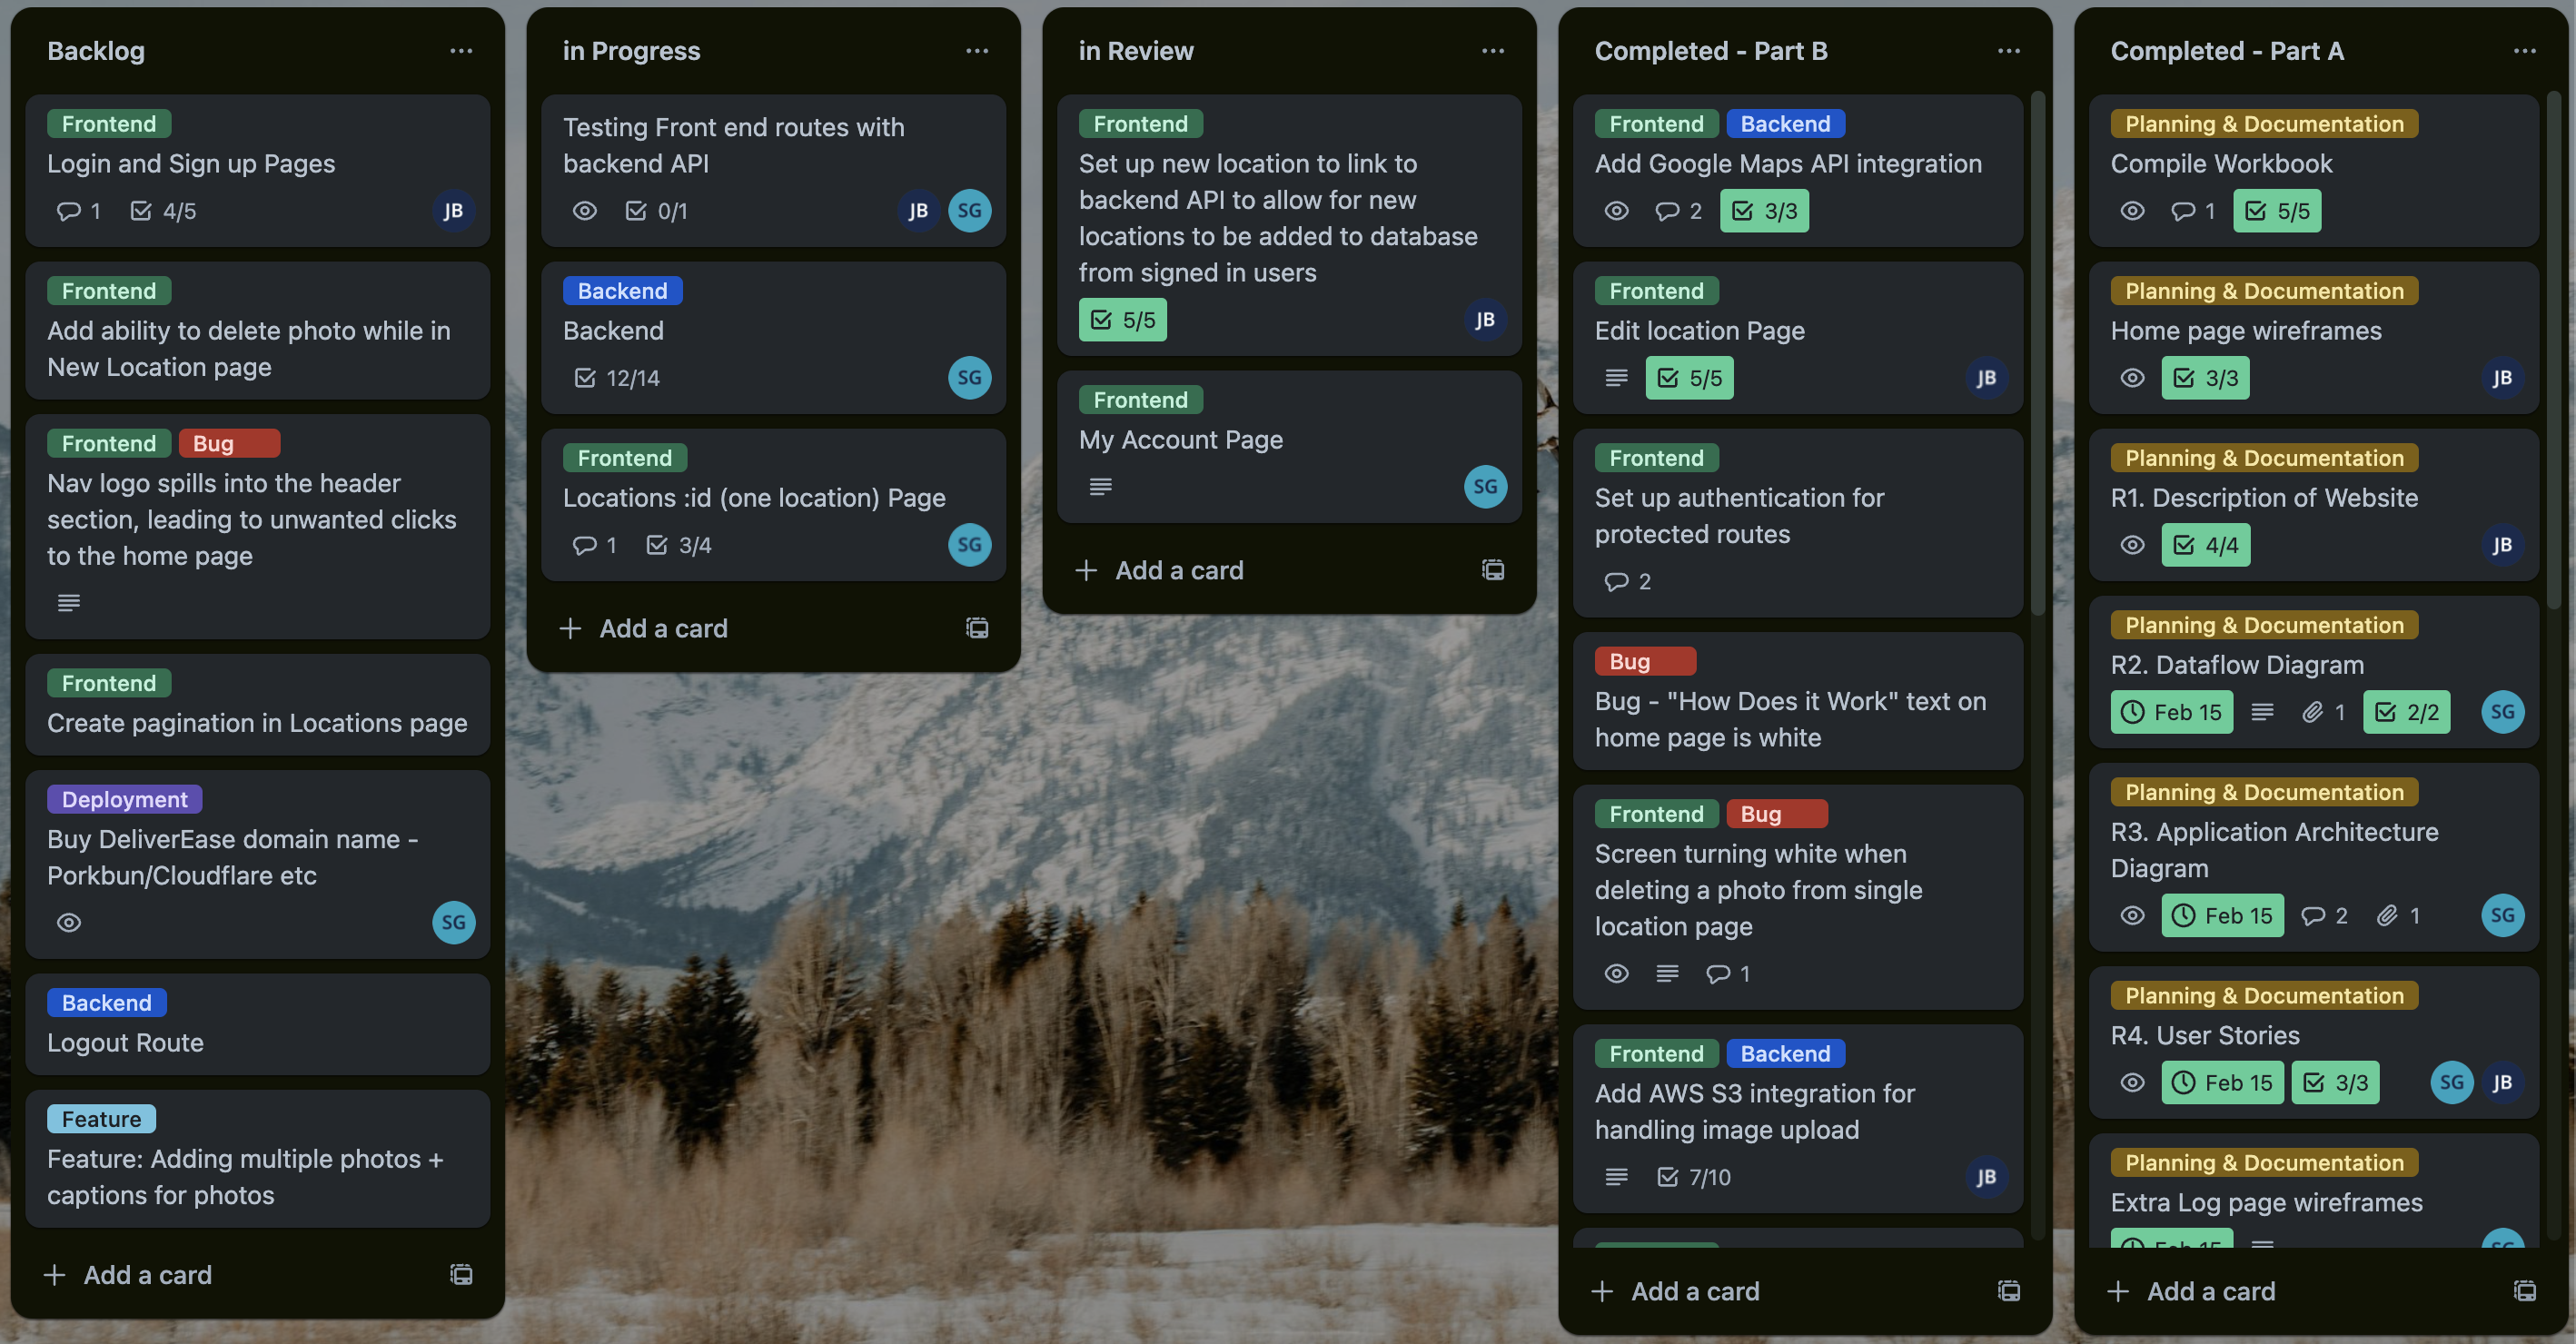 Backlog
Frontend
Login and Sign up Pages
1 4/5 JB
Frontend
Add ability to delete photo while in
New Location page
Frontend Bug
Nav logo spills into the header
section, leading to unwanted clicks
to the home page
Frontend
Create pagination in Locations page
Deployment
Buy DeliverEase domain name -
Porkbun/Cloudflare etc
SG
Backend
Logout Route
Feature
Feature: Adding multiple photos +
captions for photos
+ Add a card
in Progress
Testing Front end routes with
backend API
0/1 JB SG
Backend
Backend
12/14 SG
Frontend
Locations :id (one location) Page
1 3/4 SG
+ Add a card
in Review
Frontend
Set up new location to link to
backend API to allow for new
locations to be added to database
from signed in users
5/5 JB
Frontend
My Account Page
SG
+ Add a card
Completed - Part B
Frontend Backend
Add Google Maps API integration
2 3/3
Frontend
Edit location Page
5/5 JB
Frontend
Set up authentication for
protected routes
2
Bug
Bug - "How Does it Work" text on
home page is white
Frontend Bug
Screen turning white when
deleting a photo from single
location page
1
Frontend Backend
Add AWS S3 integration for
handling image upload
7/10 JB
+ Add a card
Completed - Part A
Planning & Documentation
Compile Workbook
1 5/5
Planning & Documentation
Home page wireframes
3/3 JB
Planning & Documentation
R1. Description of Website
4/4 JB
Planning & Documentation
R2. Dataflow Diagram
Feb 15 1 2/2 SG
Planning & Documentation
R3. Application Architecture
Diagram
Feb 15 2 1 SG
Planning & Documentation
R4. User Stories
Feb 15 3/3 SG JB
Planning & Documentation
Extra Log page wireframes
Feb 15 SG
+ Add a card